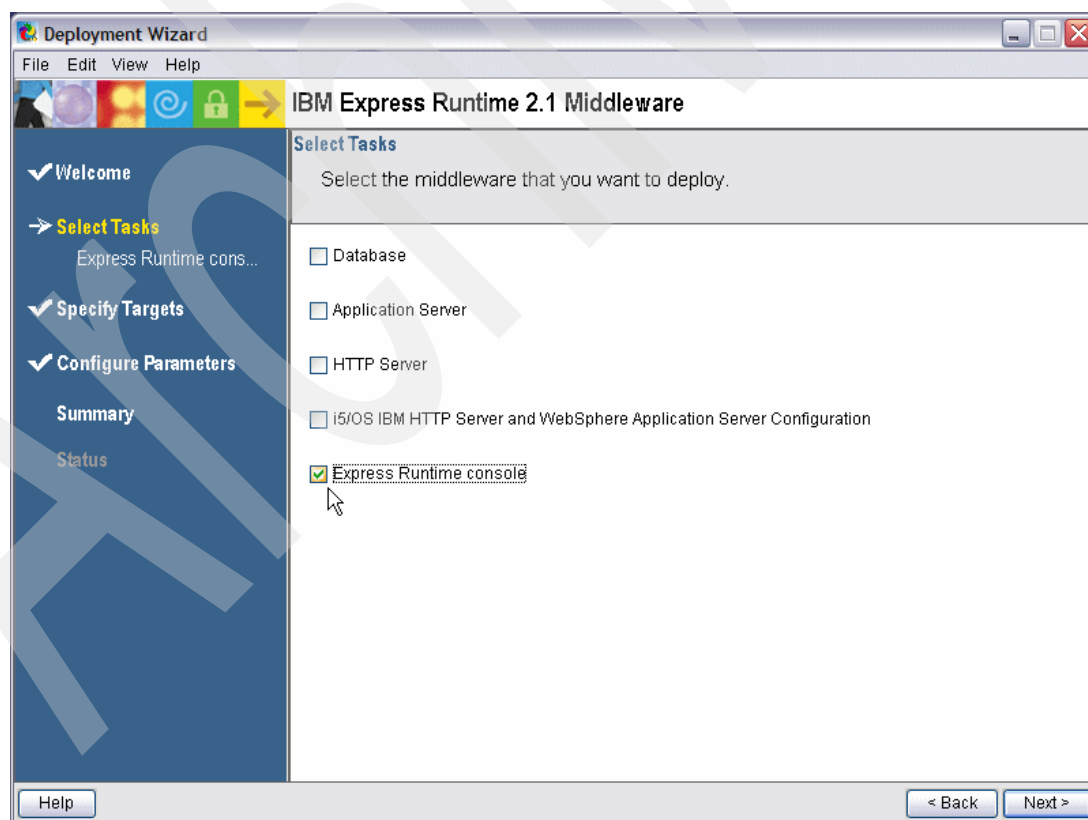 Deployment Wizard
File Edit View Help
IBM Express Runtime 2.1 Middleware
Welcome
Select Tasks
Express Runtime cons...
Specify Targets
Configure Parameters
Summary
Status
Select Tasks
Select the middleware that you want to deploy.
Database
Application Server
HTTP Server
i5/OS IBM HTTP Server and WebSphere Application Server Configuration
Express Runtime console
Help
< Back
Next >